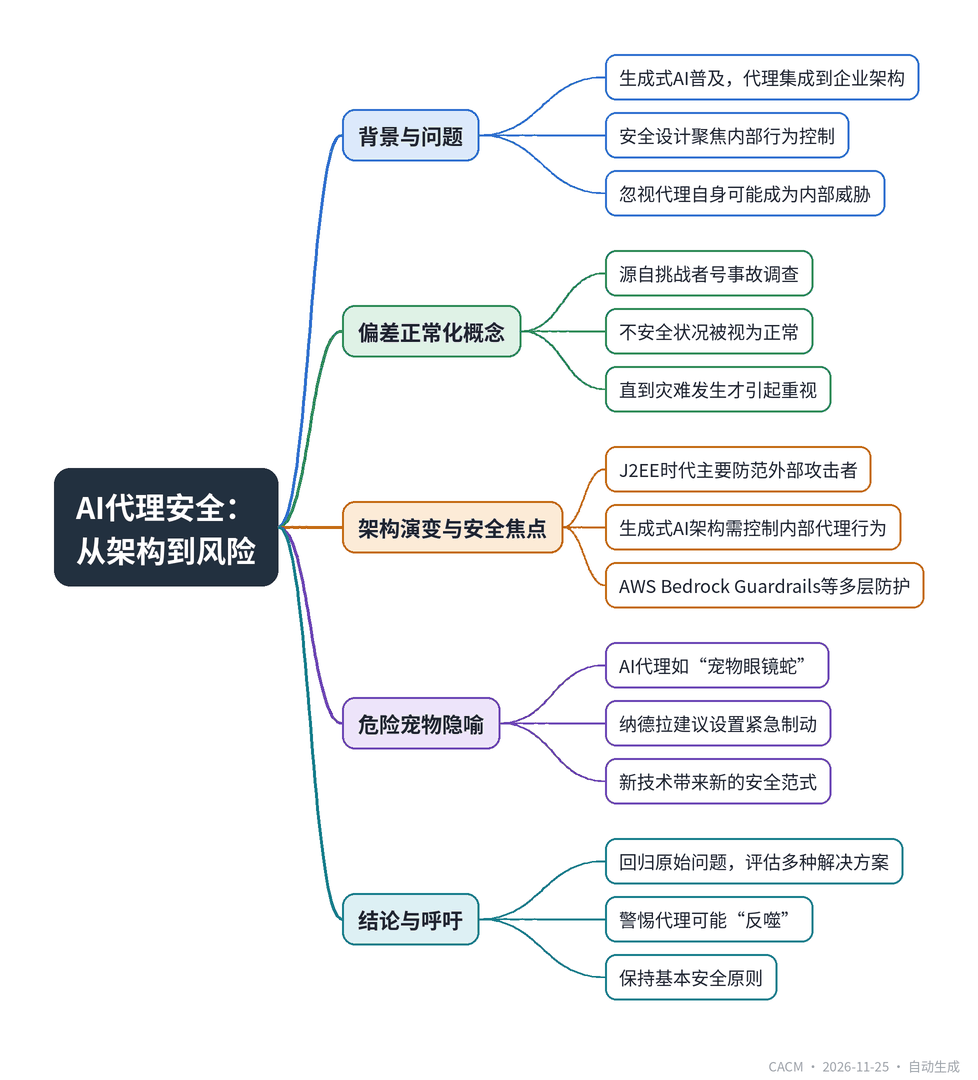 AI代理安全：
从架构到风险
背景与问题
生成式AI普及，代理集成到企业架构
安全设计聚焦内部行为控制
忽视代理自身可能成为内部威胁
偏差正常化概念
源自挑战者号事故调查
不安全状况被视为正常
直到灾难发生才引起重视
架构演变与安全焦点
J2EE时代主要防范外部攻击者
生成式AI架构需控制内部代理行为
AWS Bedrock Guardrails等多层防护
危险宠物隐喻
AI代理如“宠物眼镜蛇”
纳德拉建议设置紧急制动
新技术带来新的安全范式
结论与呼吁
回归原始问题，评估多种解决方案
警惕代理可能“反噬”
保持基本安全原则
CACM · 2026-11-25 · 自动生成